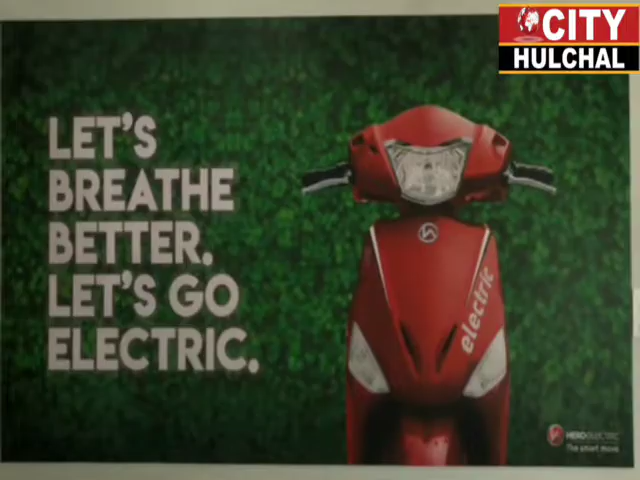 CITY
HULCHAL
LET'S
BREATHE
BETTER.
LET'S GO
ELECTRIC.
electric
HERO ELECTRIC
The smart move